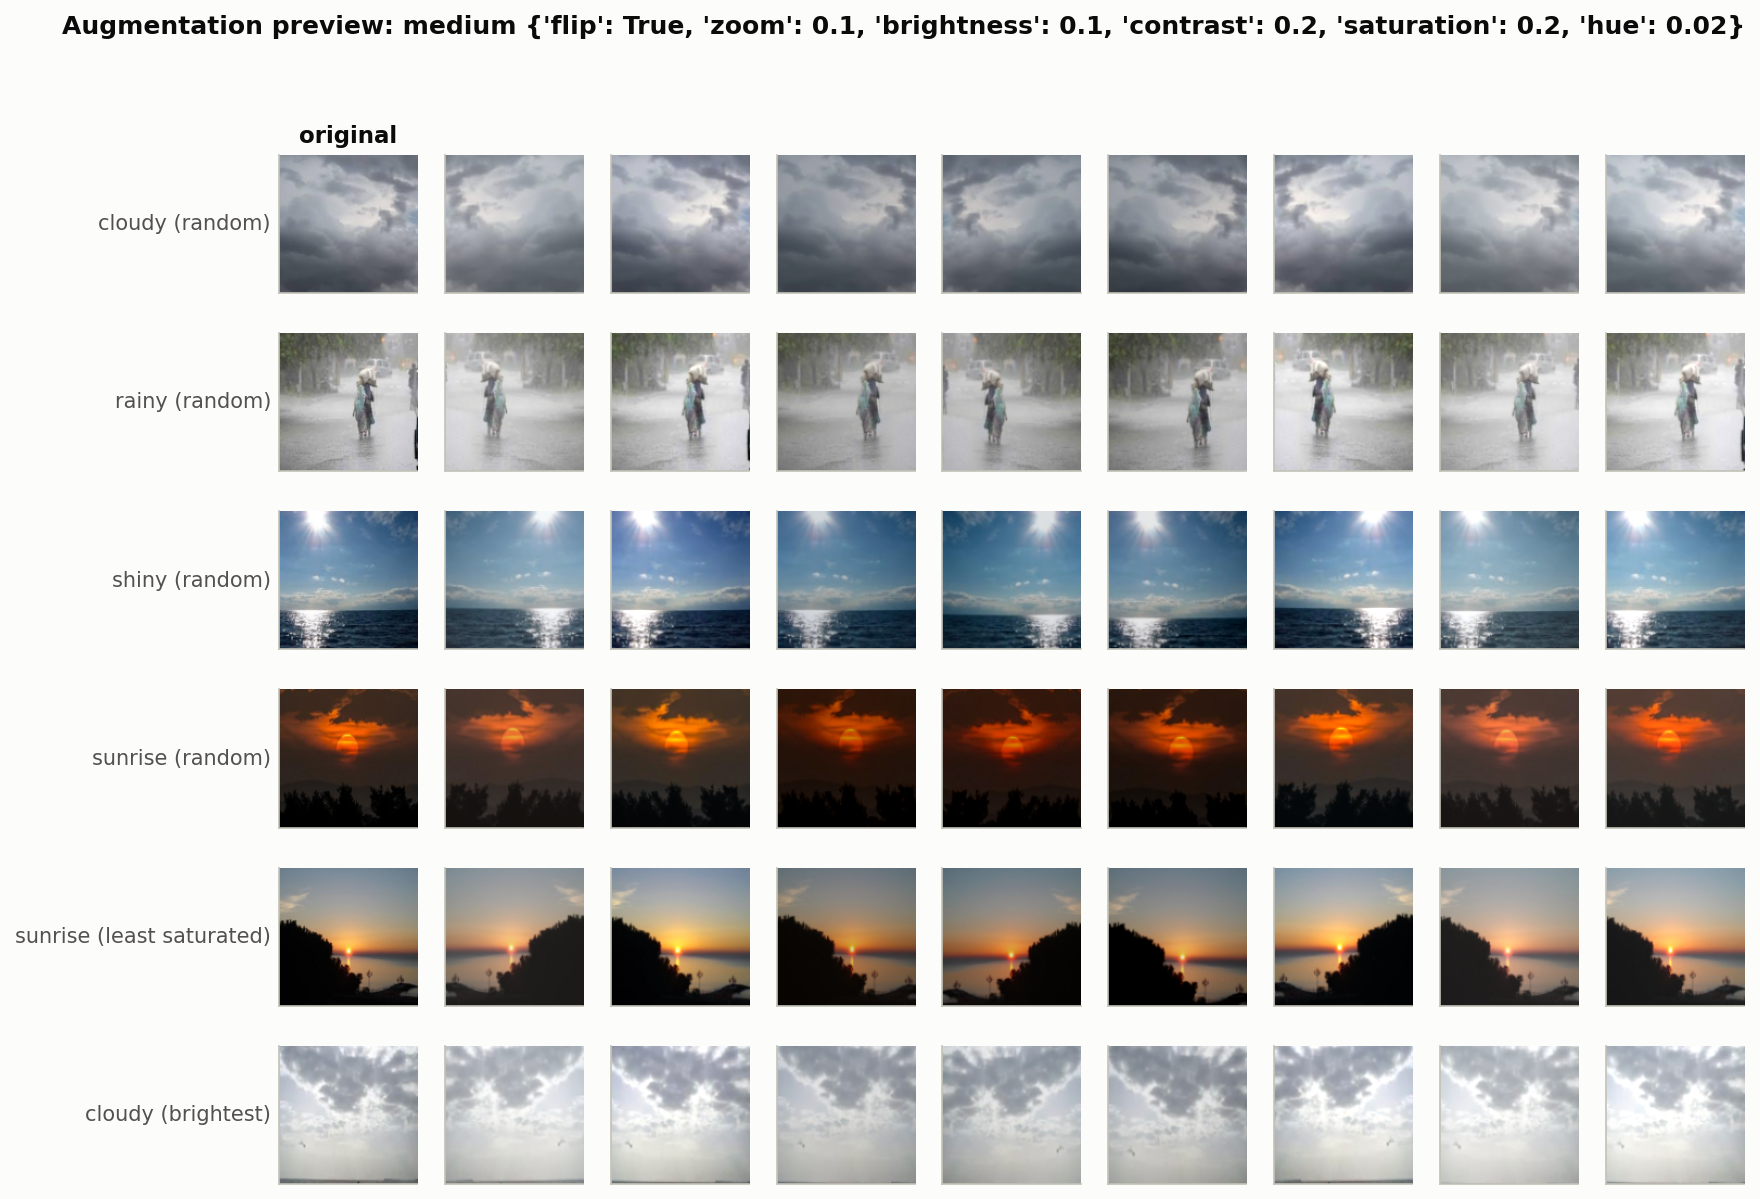 Augmentation preview: medium {'flip': True, 'zoom': 0.1, 'brightness': 0.1, 'contrast': 0.2, 'saturation': 0.2, 'hue': 0.02}
original
cloudy (random)
rainy (random)
shiny (random)
sunrise (random)
sunrise (least saturated)
cloudy (brightest)